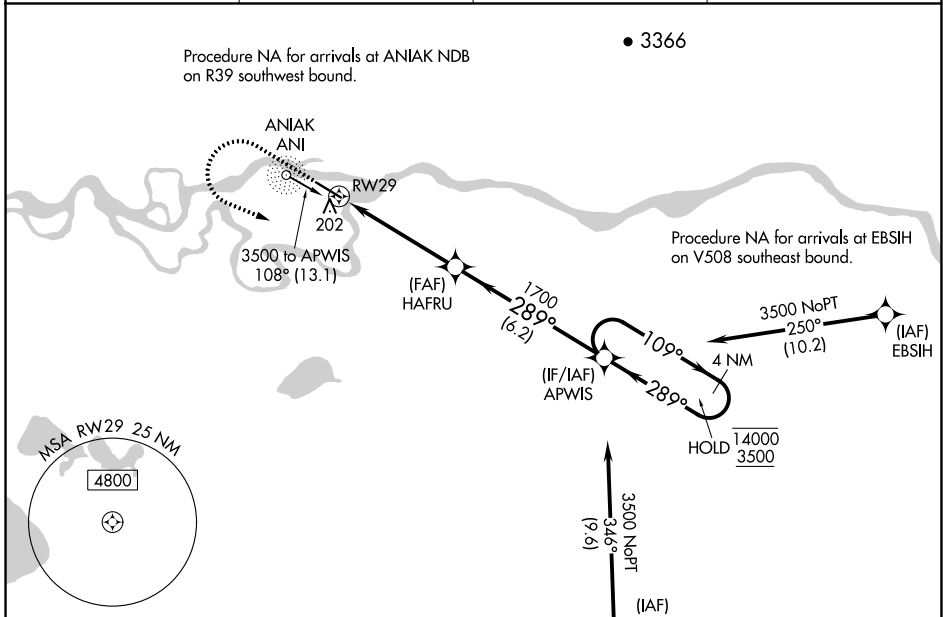 3366
Procedure NA for arrivals at ANIAK NDB
on R39 southwest bound.
ANIAK
ANI
RW29
202
3500 to APWIS
108° (13.1)
Procedure NA for arrivals at EBSIH
on V508 southeast bound.
(FAF)
HAFRU
1700
289°
(6.2)
3500 NoPT
250°
(10.2)
(IAF)
EBSIH
109°
4 NM
(IF/IAF)
APWIS
289°
HOLD
14000
3500
MSA RW29 25 NM
4800
3500 NoPT
346°
(9.6)
(IAF)